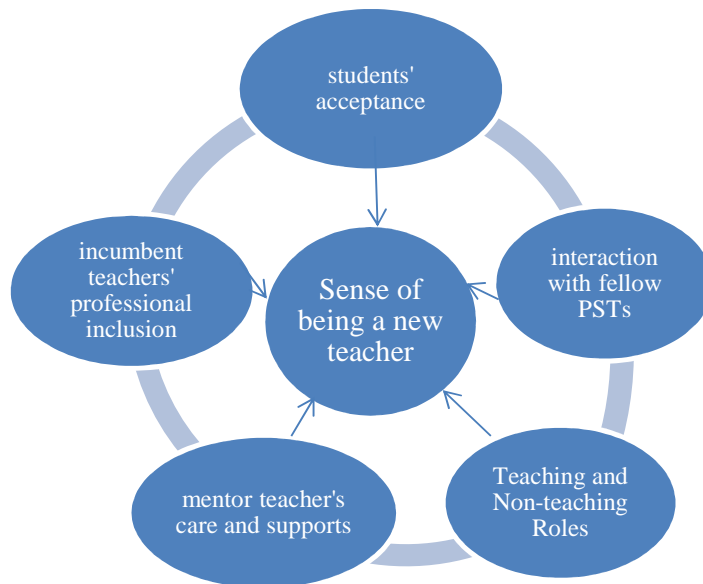 students'
acceptance
incumbent
teachers'
professional
inclusion
Sense of
being a new
teacher
interaction
with fellow
PSTs
mentor teacher's
care and supports
Teaching and
Non-teaching
Roles